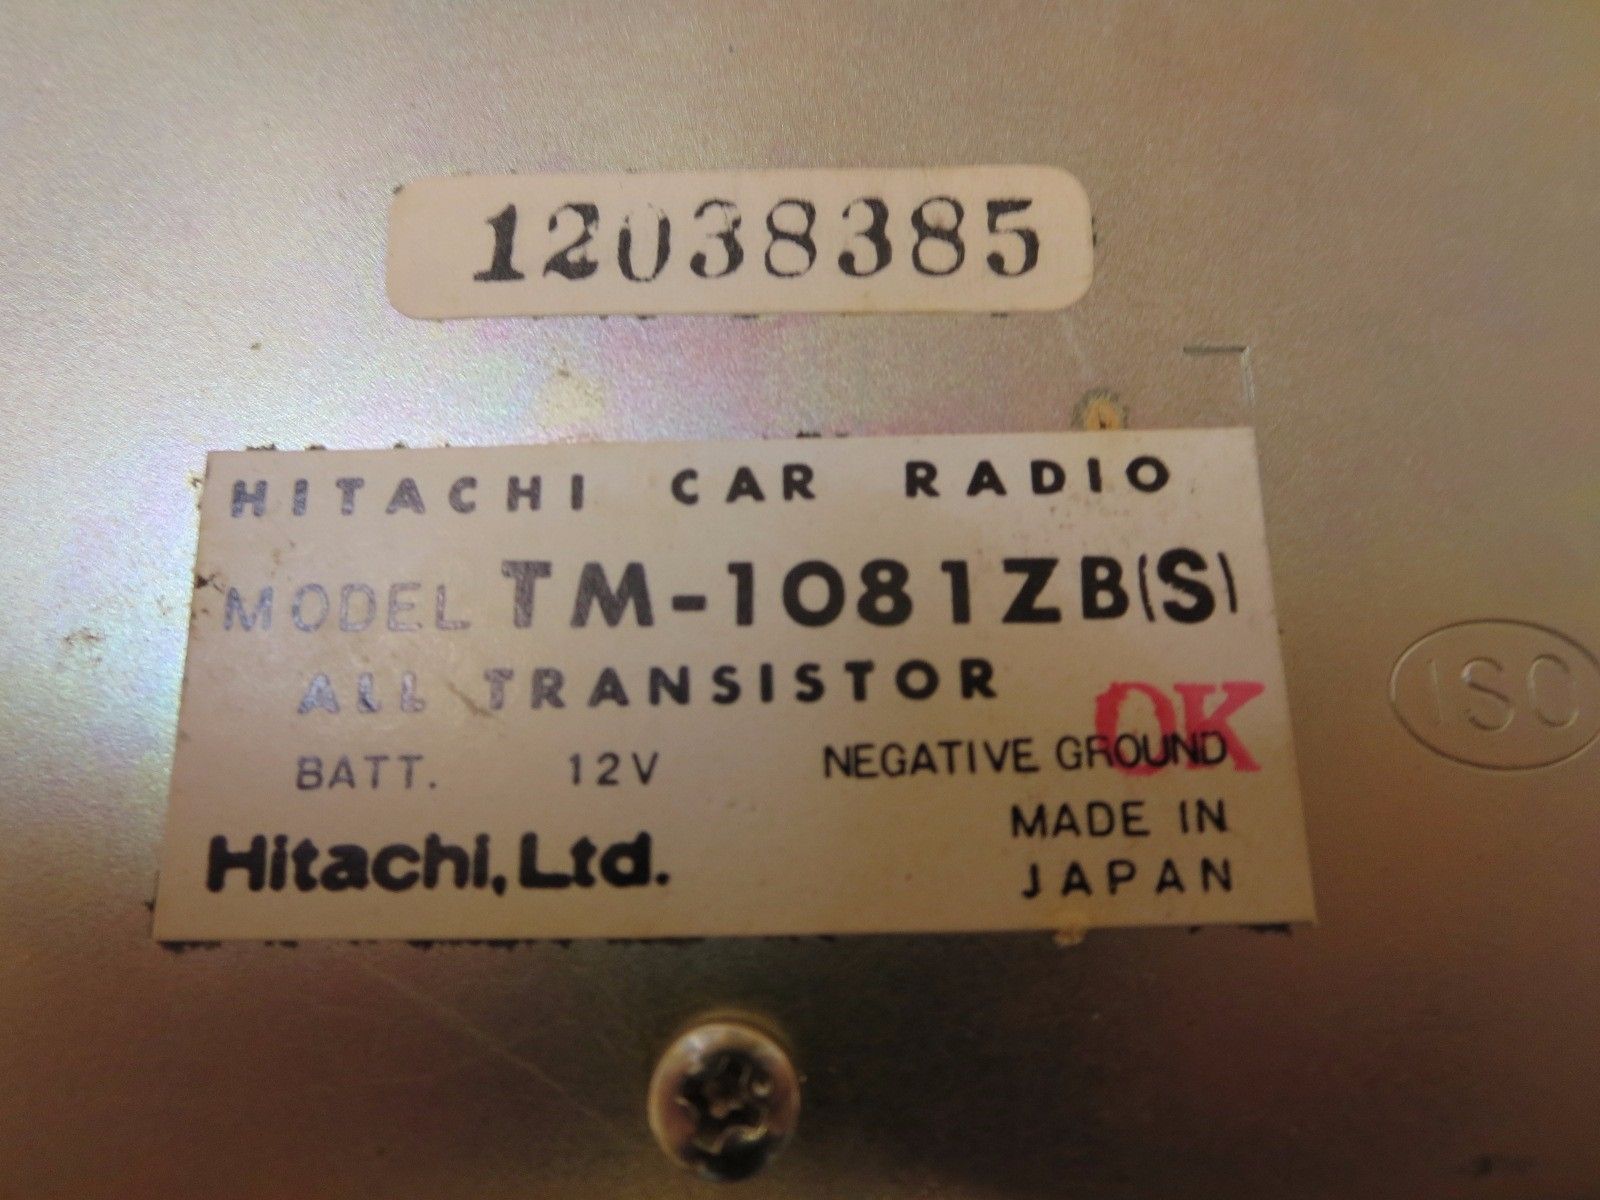 12038385
HITACHI CAR RADIO
MODEL TM-1081ZB(S)
ALL TRANSISTOR
OK
BATT. 12V NEGATIVE GROUND
MADE IN
Hitachi, Ltd.
JAPAN
ISO